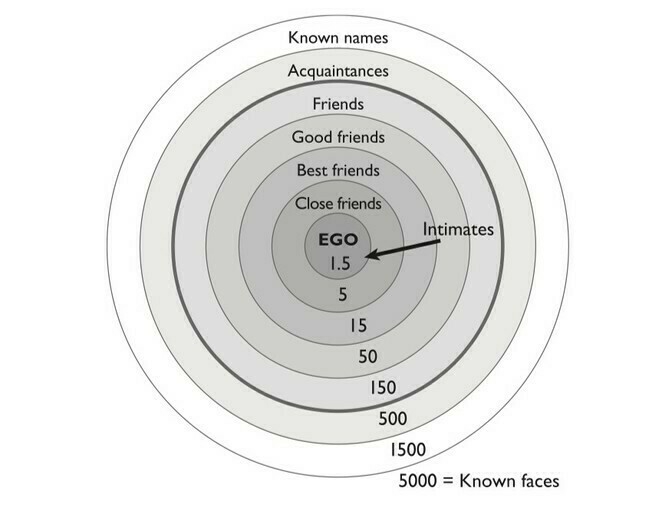 Known names
Acquaintances
Friends
Good friends
Best friends
Close friends
Intimates
EGO
1.5
5
15
50
150
500
1500
5000 = Known faces